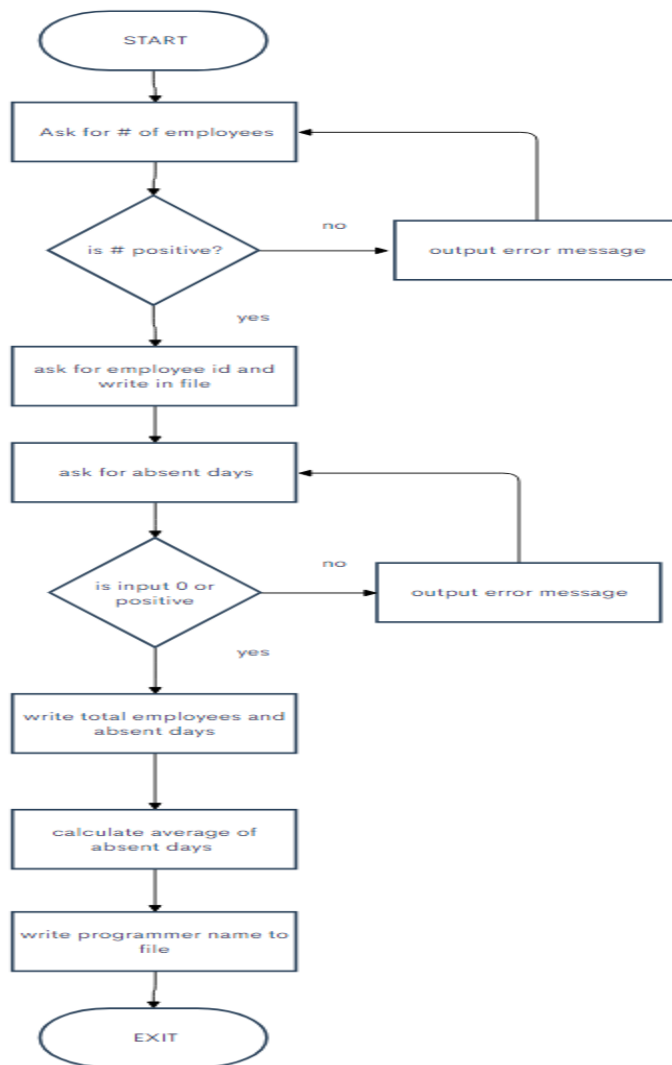 START
Ask for # of employees
is # positive?
no
output error message
yes
ask for employee id and
write in file
ask for absent days
is input 0 or
positive
no
output error message
yes
write total employees and
absent days
calculate average of
absent days
write programmer name to
file
EXIT